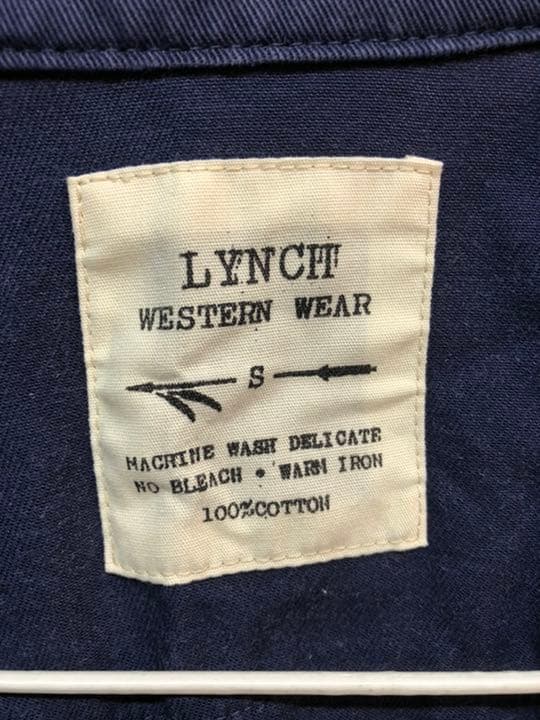 LYNCH
WESTERN WEAR
S
MACHINE WASH DELICATE
NO BLEACH • WARM IRON
100%COTTON